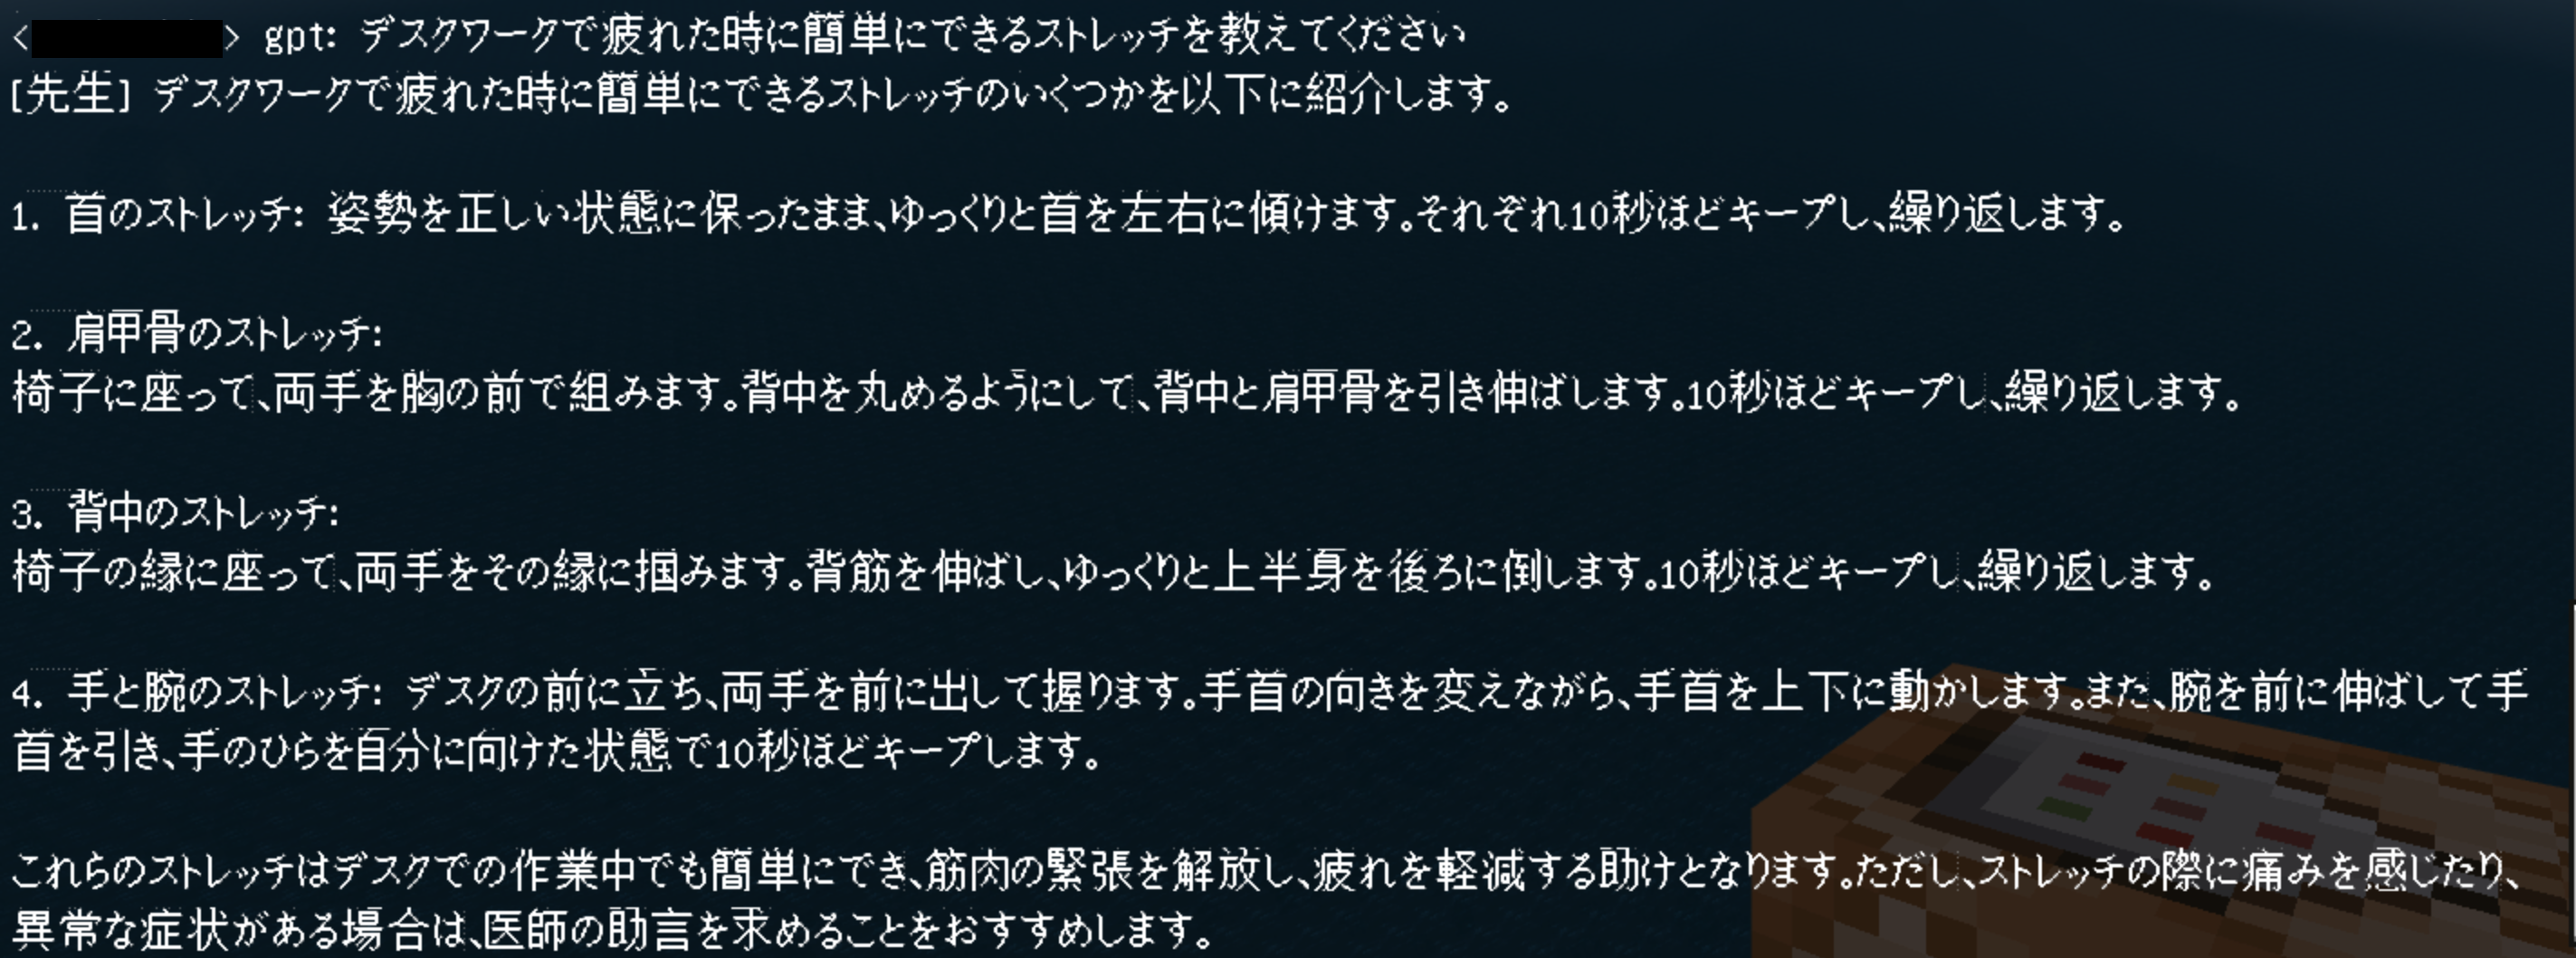 < > gpt: デスクワークで疲れた時に簡単にできるストレッチを教えてください
[先生] デスクワークで疲れた時に簡単にできるストレッチのいくつかを以下に紹介します。
1. 首のストレッチ: 姿勢を正しい状態に保ったまま、ゆっくりと首を左右に傾けます。それぞれ10秒ほどキープし、繰り返します。
2. 肩甲骨のストレッチ:
椅子に座って、両手を胸の前で組みます。背中を丸めるようにして、背中と肩甲骨を引き伸ばします。10秒ほどキープし、繰り返します。
3. 背中のストレッチ:
椅子の縁に座って、両手をその縁に掴みます。背筋を伸ばし、ゆっくりと上半身を後ろに倒します。10秒ほどキープし、繰り返します。
4. 手と腕のストレッチ: デスクの前に立ち、両手を前に出して握ります。手首の向きを変えながら、手首を上下に動かします。また、腕を前に伸ばして手
首を引き、手のひらを自分に向けた状態で10秒ほどキープします。
これらのストレッチはデスクでの作業中でも簡単にでき、筋肉の緊張を解放し、疲れを軽減する助けとなります。ただし、ストレッチの際に痛みを感じたり、
異常な症状がある場合は、医師の助言を求めることをおすすめします。